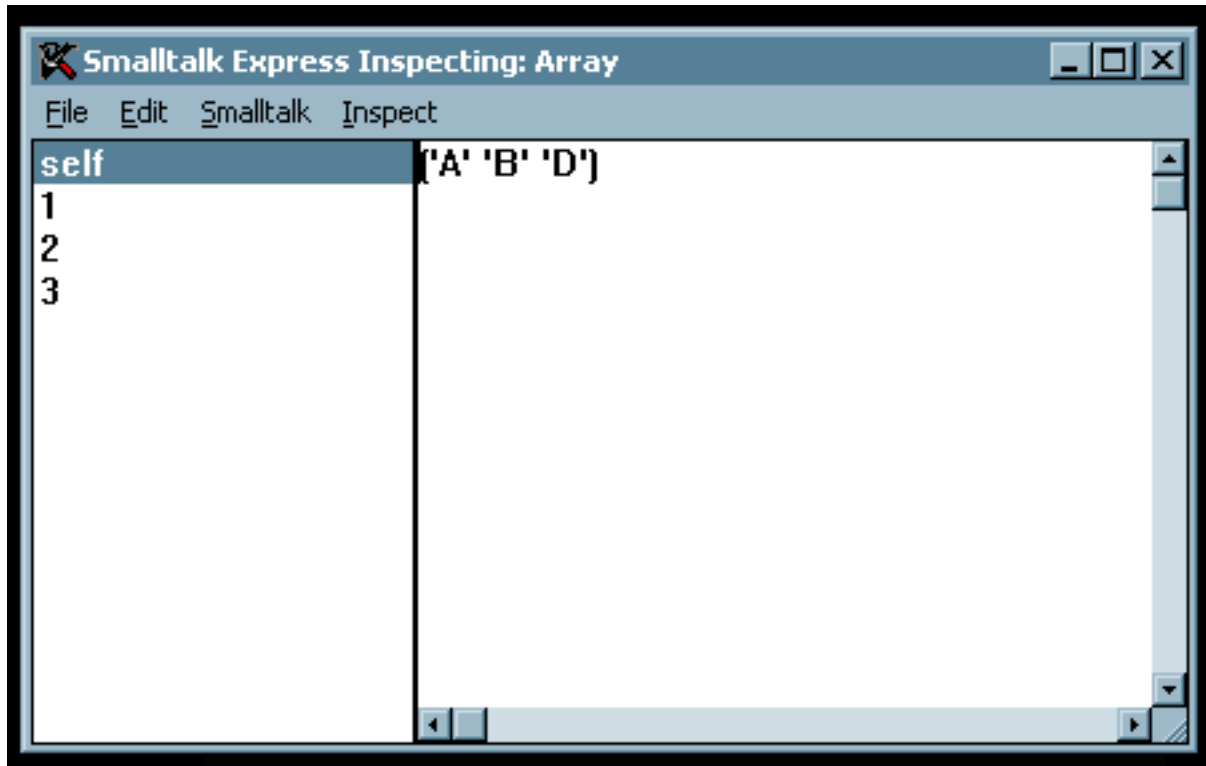 Smalltalk Express Inspecting: Array
File Edit Smalltalk Inspect
self
1
2
3
('A' 'B' 'D')